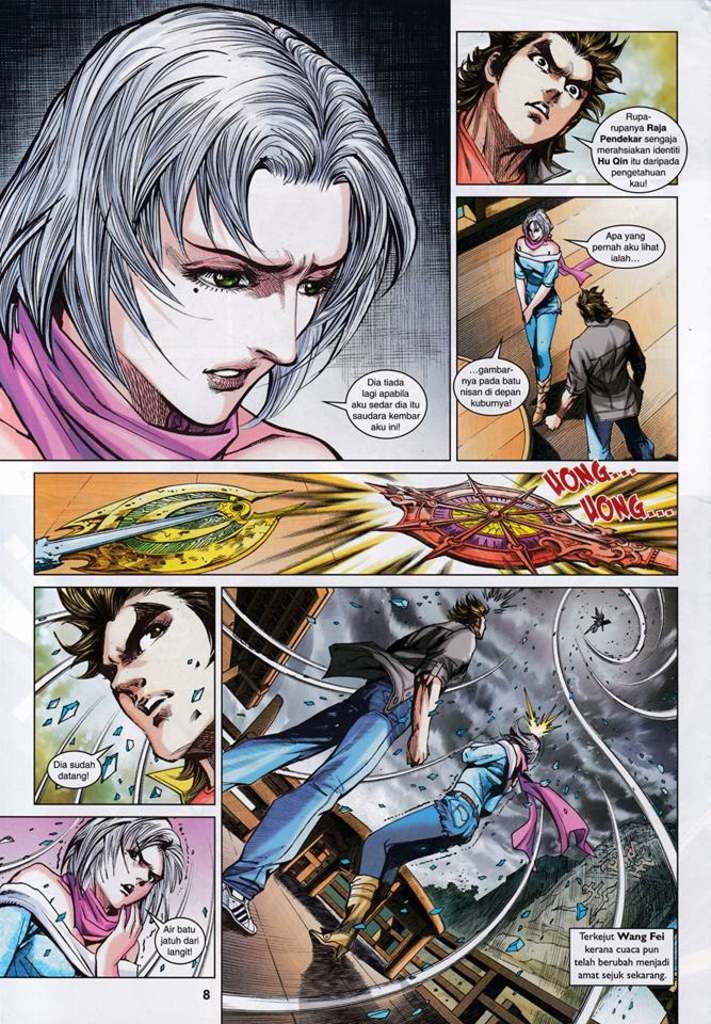 Dia tiada
lagi apabila
aku sedar dia itu
saudara kembar
aku ini!
Rupa-
rupanya Raja
Pendekar sengaja
merahsiakan identiti
Hu Qin itu daripada
pengetahuan
kau!
Apa yang
pernah aku lihat
ialah...
...gambar-
nya pada batu
nisan di depan
kuburnya!
UONG...
UONG...
Dia sudah
datang!
Air batu
jatuh dari
langit!
Terkejut Wang Fei
kerana cuaca pun
telah berubah menjadi
amat sejuk sekarang.
8